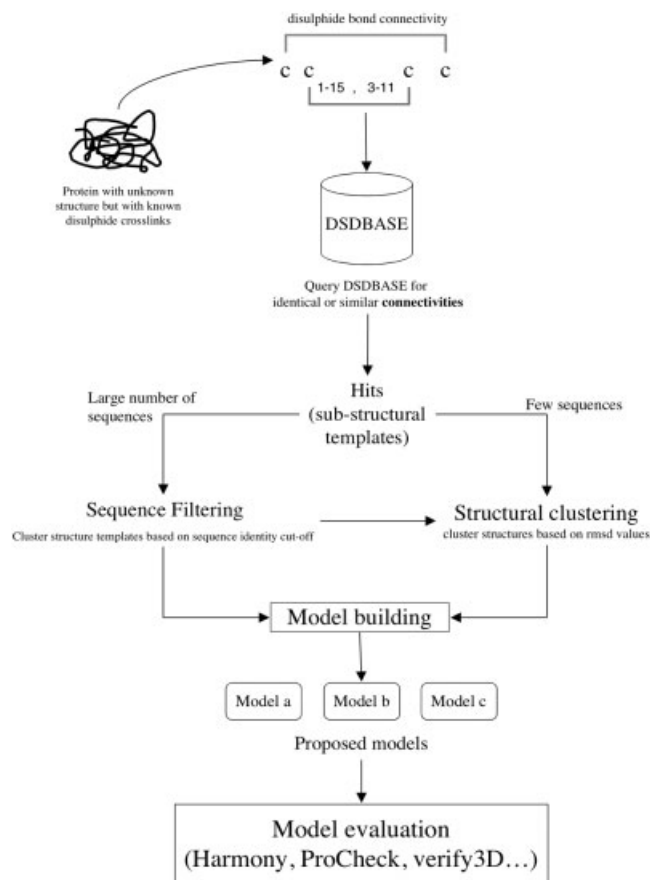 disulphide bond connectivity
c c c c
1-15 , 3-11
Protein with unknown
structure but with known
disulphide crosslinks
DSDBASE
Query DSDBASE for
identical or similar connectivities
Hits
(sub-structural
templates)
Large number of
sequences
Few sequences
Sequence Filtering
Cluster structure templates based on sequence identity cut-off
Structural clustering
cluster structures based on rmsd values
Model building
Model a
Model b
Model c
Proposed models
Model evaluation
(Harmony, ProCheck, verify3D...)